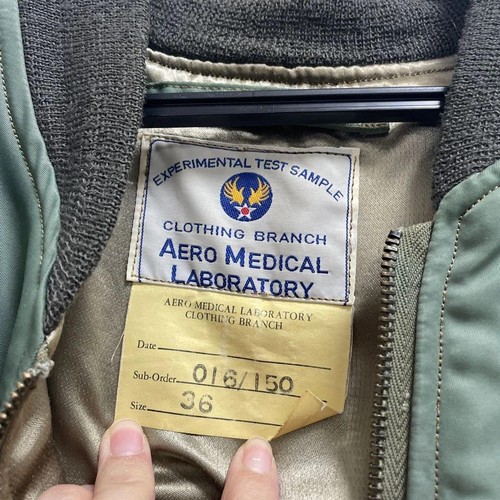 EXPERIMENTAL TEST SAMPLE
CLOTHING BRANCH
AERO MEDICAL
LABORATORY
AERO MEDICAL LABORATORY
CLOTHING BRANCH
Date
Sub-Order 016/150
Size 36